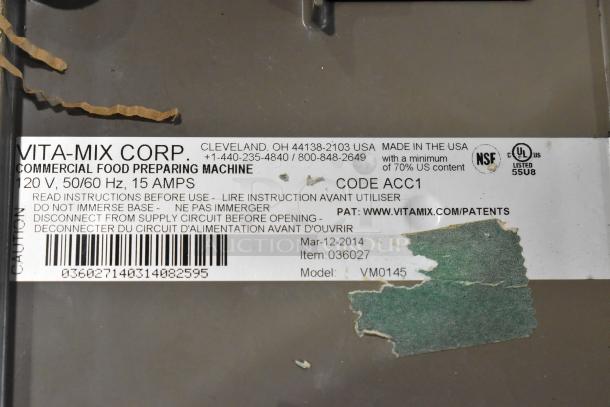 VITA-MIX CORP. CLEVELAND, OH 44138-2103 USA MADE IN THE USA
+1-440-235-4840 / 800-848-2649 with a minimum
of 70% US content
NSF
C UL US
LISTED
55U8
COMMERCIAL FOOD PREPARING MACHINE
120 V, 50/60 Hz, 15 AMPS CODE ACC1
CAUTION
READ INSTRUCTIONS BEFORE USE - LIRE INSTRUCTION AVANT UTILISER
DO NOT IMMERSE BASE - NE PAS IMMERGER
PAT: WWW.VITAMIX.COM/PATENTS
DISCONNECT FROM SUPPLY CIRCUIT BEFORE OPENING -
DECONNECTER DU CIRCUIT D'ALIMENTATION AVANT D'OUVRIR
Mar-12-2014
Item 036027
Model: VM0145
036027140314082595